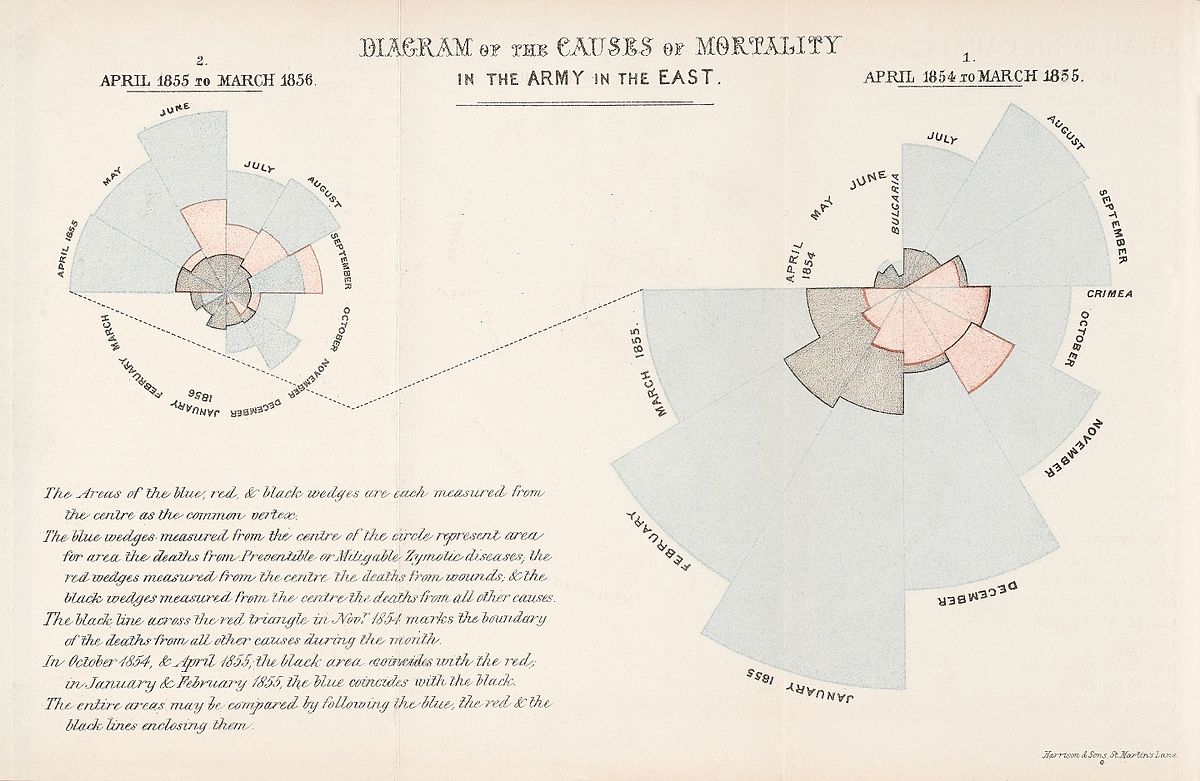 DIAGRAM OF THE CAUSES OF MORTALITY
IN THE ARMY IN THE EAST.
2.
APRIL 1855 TO MARCH 1856.
1.
APRIL 1854 TO MARCH 1855.
APRIL 1855
MAY
JUNE
JULY
AUGUST
SEPTEMBER
OCTOBER
NOVEMBER
DECEMBER
JANUARY 1856
FEBRUARY
MARCH
APRIL 1854
MAY
JUNE
BULGARIA
JULY
AUGUST
SEPTEMBER
CRIMEA
OCTOBER
NOVEMBER
DECEMBER
JANUARY 1855
FEBRUARY
MARCH 1855.
The Areas of the blue, red, & black wedges are each measured from
the centre as the common vertex.
The blue wedges measured from the centre of the circle represent area
for area the deaths from Preventible or Mitigable Zymotic diseases, the
red wedges measured from the centre the deaths from wounds, & the
black wedges measured from the centre the deaths from all other causes.
The black line across the red triangle in Novr. 1854 marks the boundary
of the deaths from all other causes during the month.
In October 1854, & April 1855, the black area coincides with the red;
in January & February 1855, the blue coincides with the black.
The entire areas may be compared by following the blue, the red & the
black lines enclosing them.
Harrison & Sons, St. Martin's Lane.